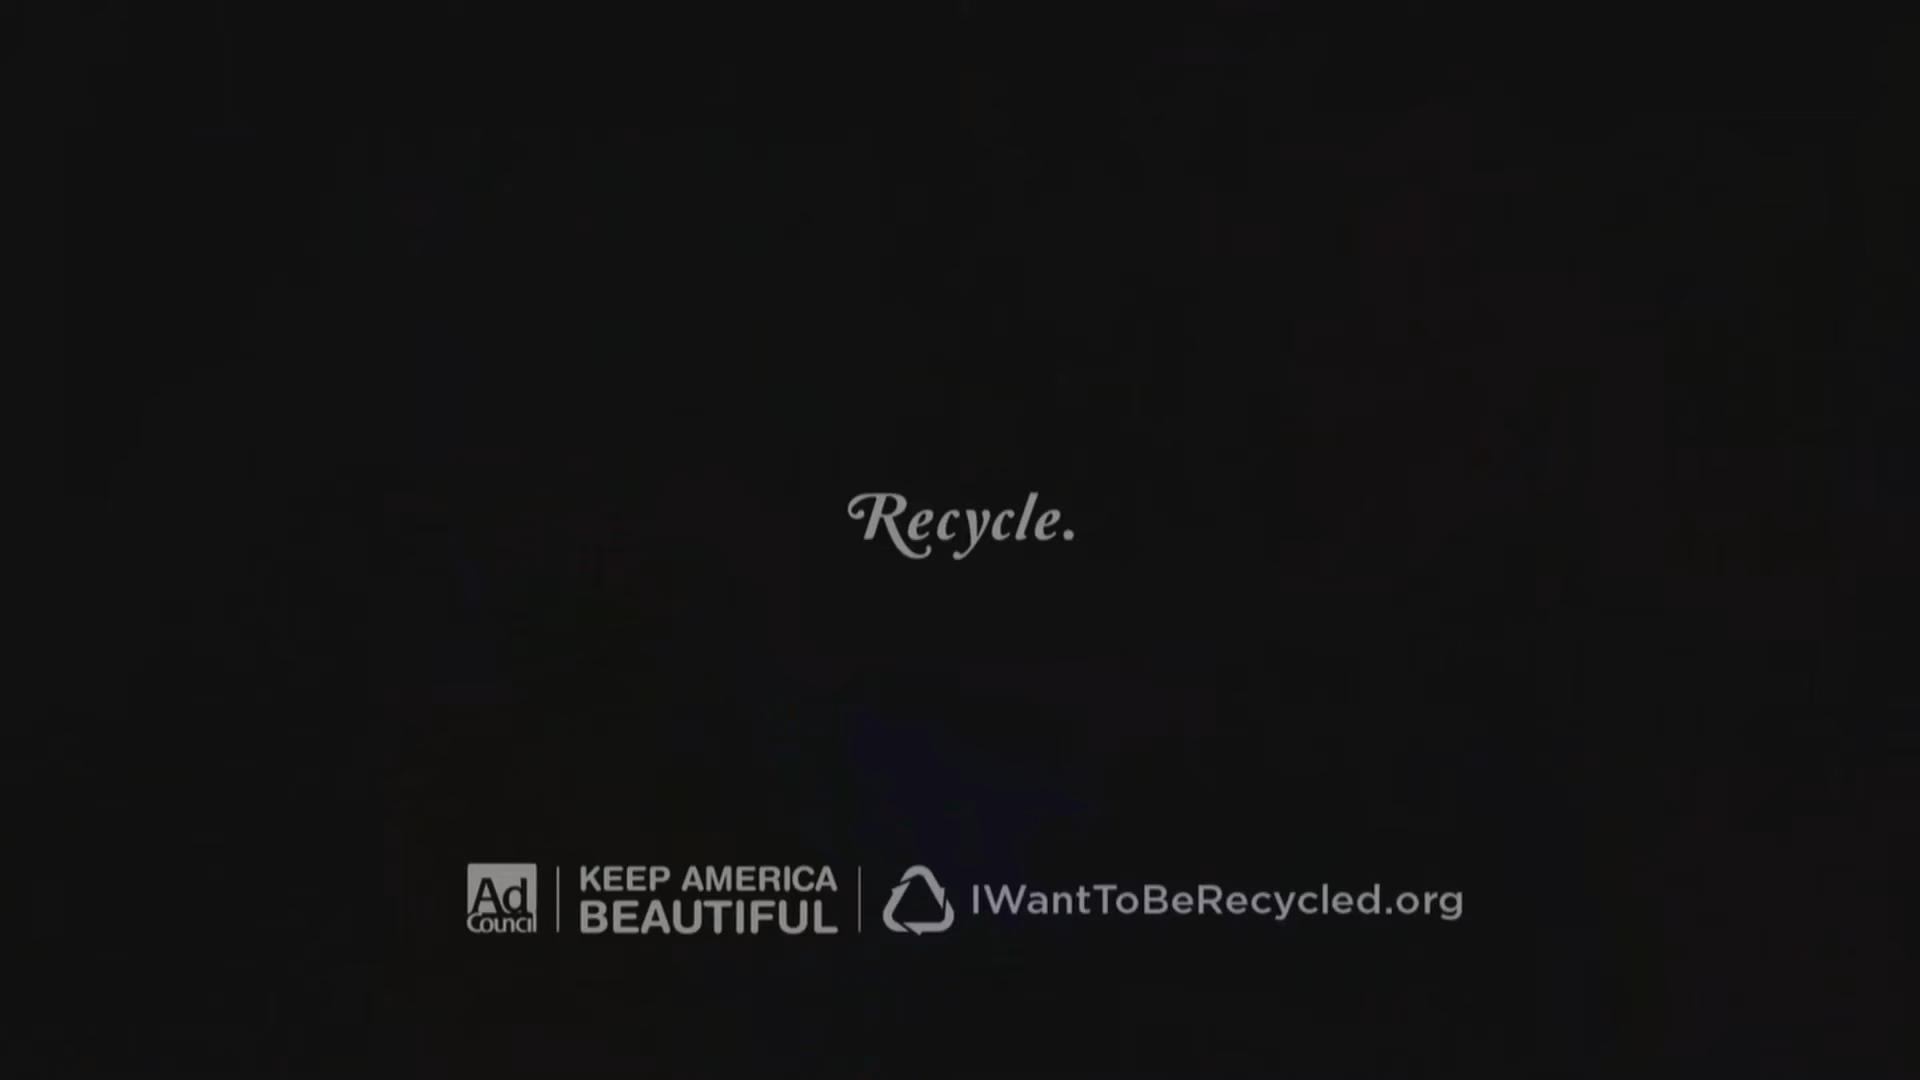 Recycle.
Ad Council
KEEP AMERICA
BEAUTIFUL
IWantToBeRecycled.org